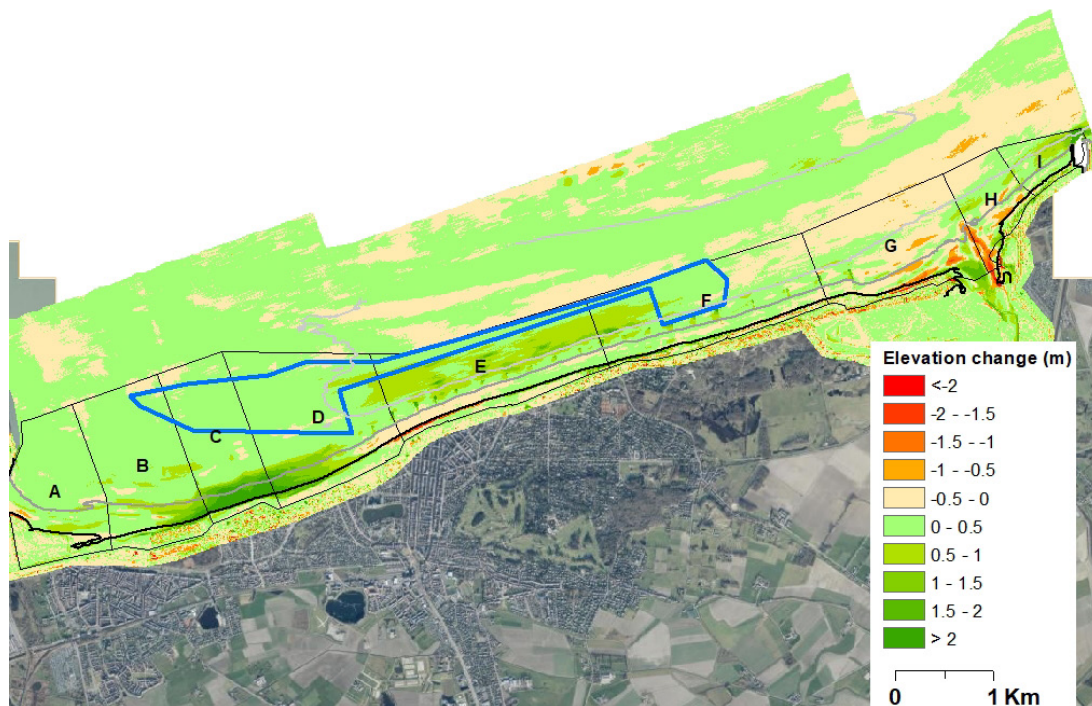 A
B
C
D
E
F
G
H
I
Elevation change (m)
<-2
-2 - -1.5
-1.5 - -1
-1 - -0.5
-0.5 - 0
0 - 0.5
0.5 - 1
1 - 1.5
1.5 - 2
> 2
0 1 Km